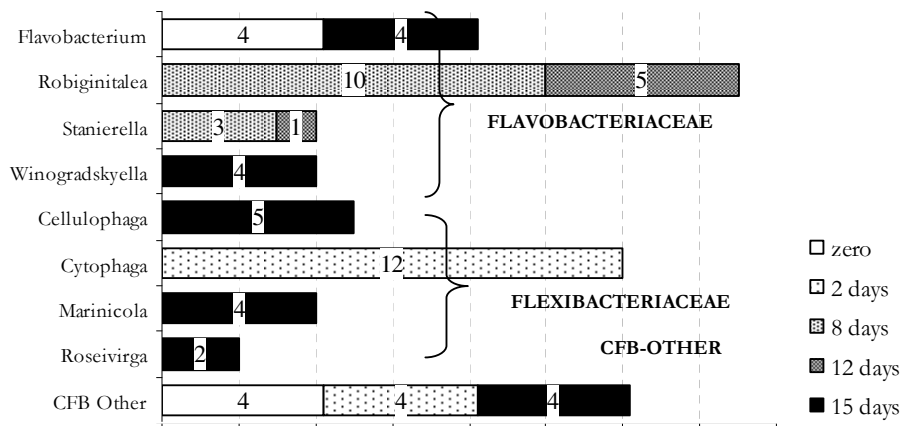 Flavobacterium 4 4
Robiginitalea 10 5
FLAVOBACTERIACEAE
Stanierella 3 1
Winogradskyella 4
Cellulophaga 5
Cytophaga 12
FLEXIBACTERIACEAE
Marinicola 4
Roseivirga 2
CFB-OTHER
CFB Other 4 4 4
zero
2 days
8 days
12 days
15 days